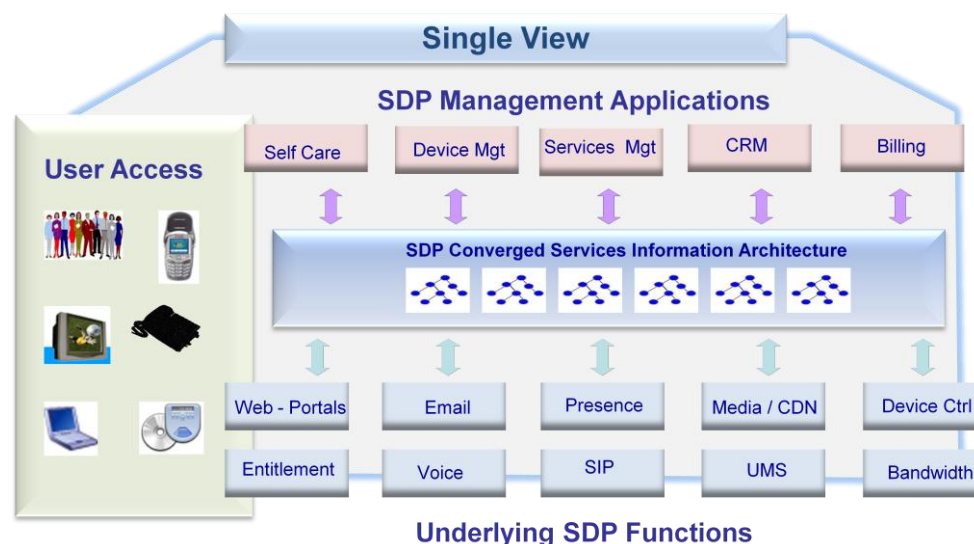 Single View
SDP Management Applications
User Access
Self Care
Device Mgt
Services Mgt
CRM
Billing
SDP Converged Services Information Architecture
Web - Portals
Email
Presence
Media / CDN
Device Ctrl
Entitlement
Voice
SIP
UMS
Bandwidth
Underlying SDP Functions